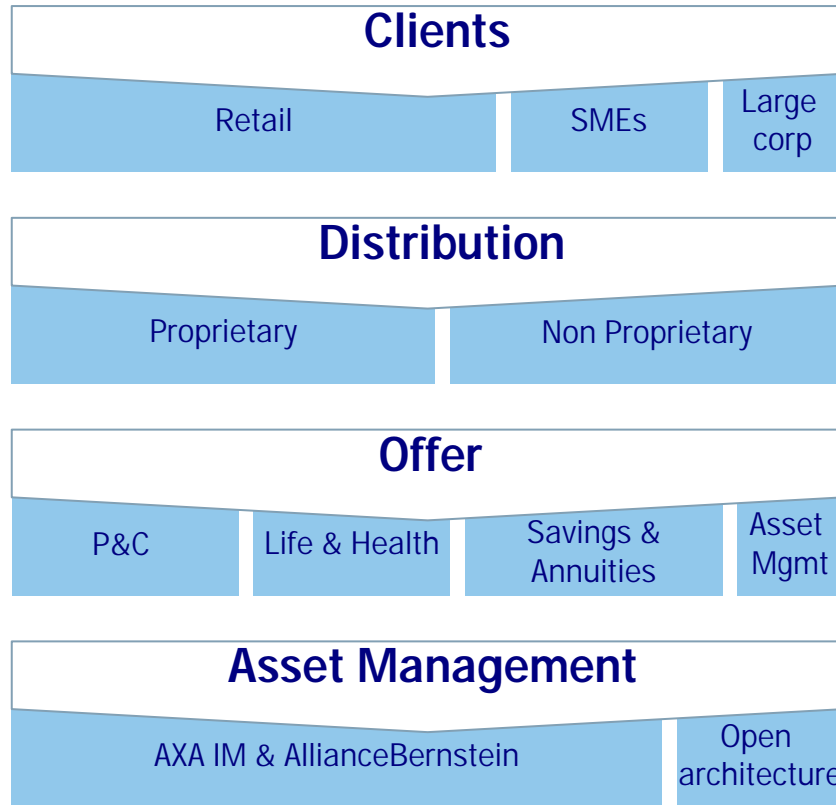 Clients
Retail
SMEs
Large
corp
Distribution
Proprietary
Non Proprietary
Offer
P&C
Life & Health
Savings &
Annuities
Asset
Mgmt
Asset Management
AXA IM & AllianceBernstein
Open
architecture